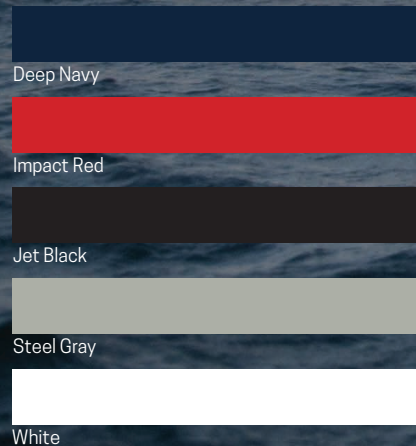 Deep Navy
Impact Red
Jet Black
Steel Gray
White